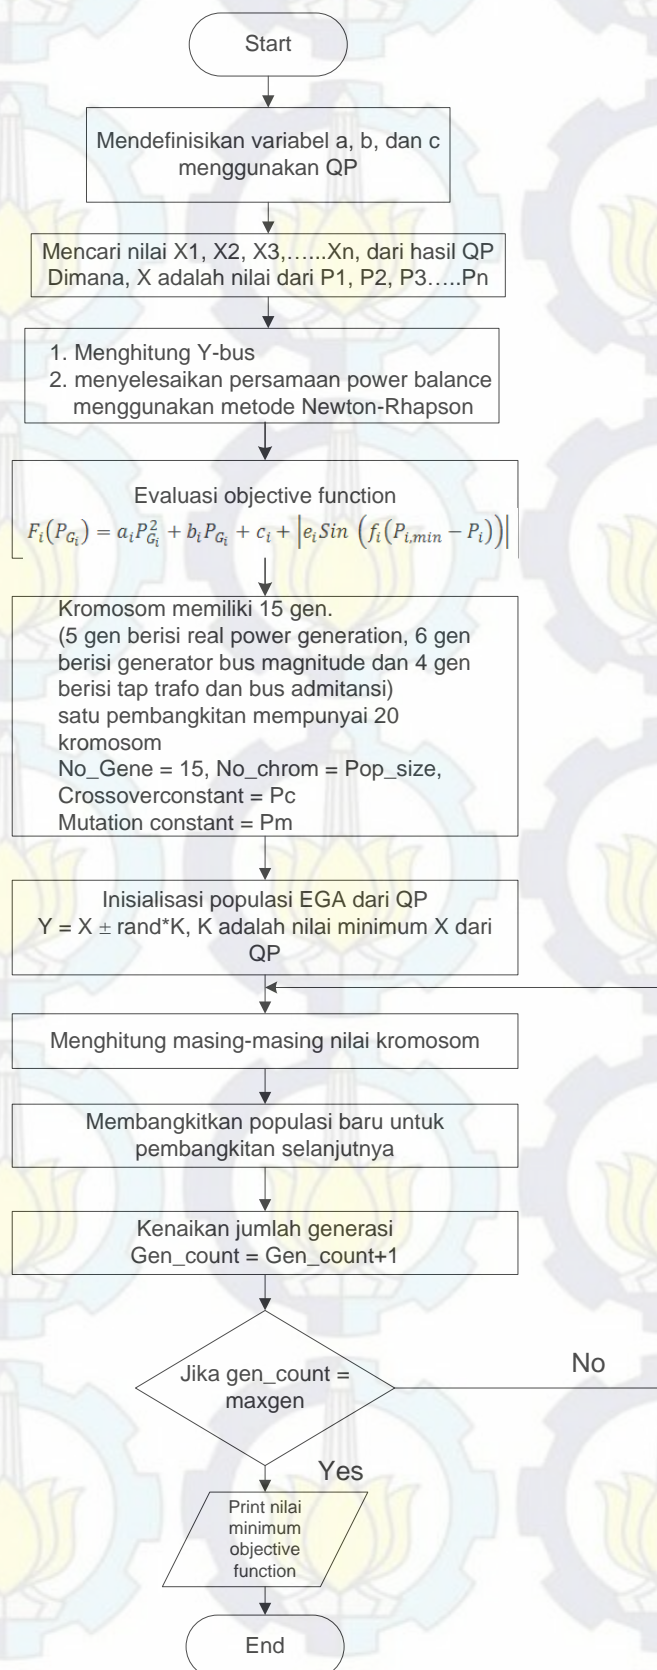 Start
Mendefinisikan variabel a, b, dan c
menggunakan QP
Mencari nilai X1, X2, X3,…...Xn, dari hasil QP
Dimana, X adalah nilai dari P1, P2, P3…..Pn
1. Menghitung Y-bus
2. menyelesaikan persamaan power balance
menggunakan metode Newton-Rhapson
Evaluasi objective function
F_i(P_{G_i}) = a_i P_{G_i}^2 + b_i P_{G_i} + c_i + |e_i Sin (f_i(P_{i,min} − P_i))|
Kromosom memiliki 15 gen.
(5 gen berisi real power generation, 6 gen
berisi generator bus magnitude dan 4 gen
berisi tap trafo dan bus admitansi)
satu pembangkitan mempunyai 20
kromosom
No_Gene = 15, No_chrom = Pop_size,
Crossoverconstant = Pc
Mutation constant = Pm
Inisialisasi populasi EGA dari QP
Y = X ± rand*K, K adalah nilai minimum X dari
QP
Menghitung masing-masing nilai kromosom
Membangkitkan populasi baru untuk
pembangkitan selanjutnya
Kenaikan jumlah generasi
Gen_count = Gen_count+1
Jika gen_count =
maxgen
No
Yes
Print nilai
minimum
objective
function
End